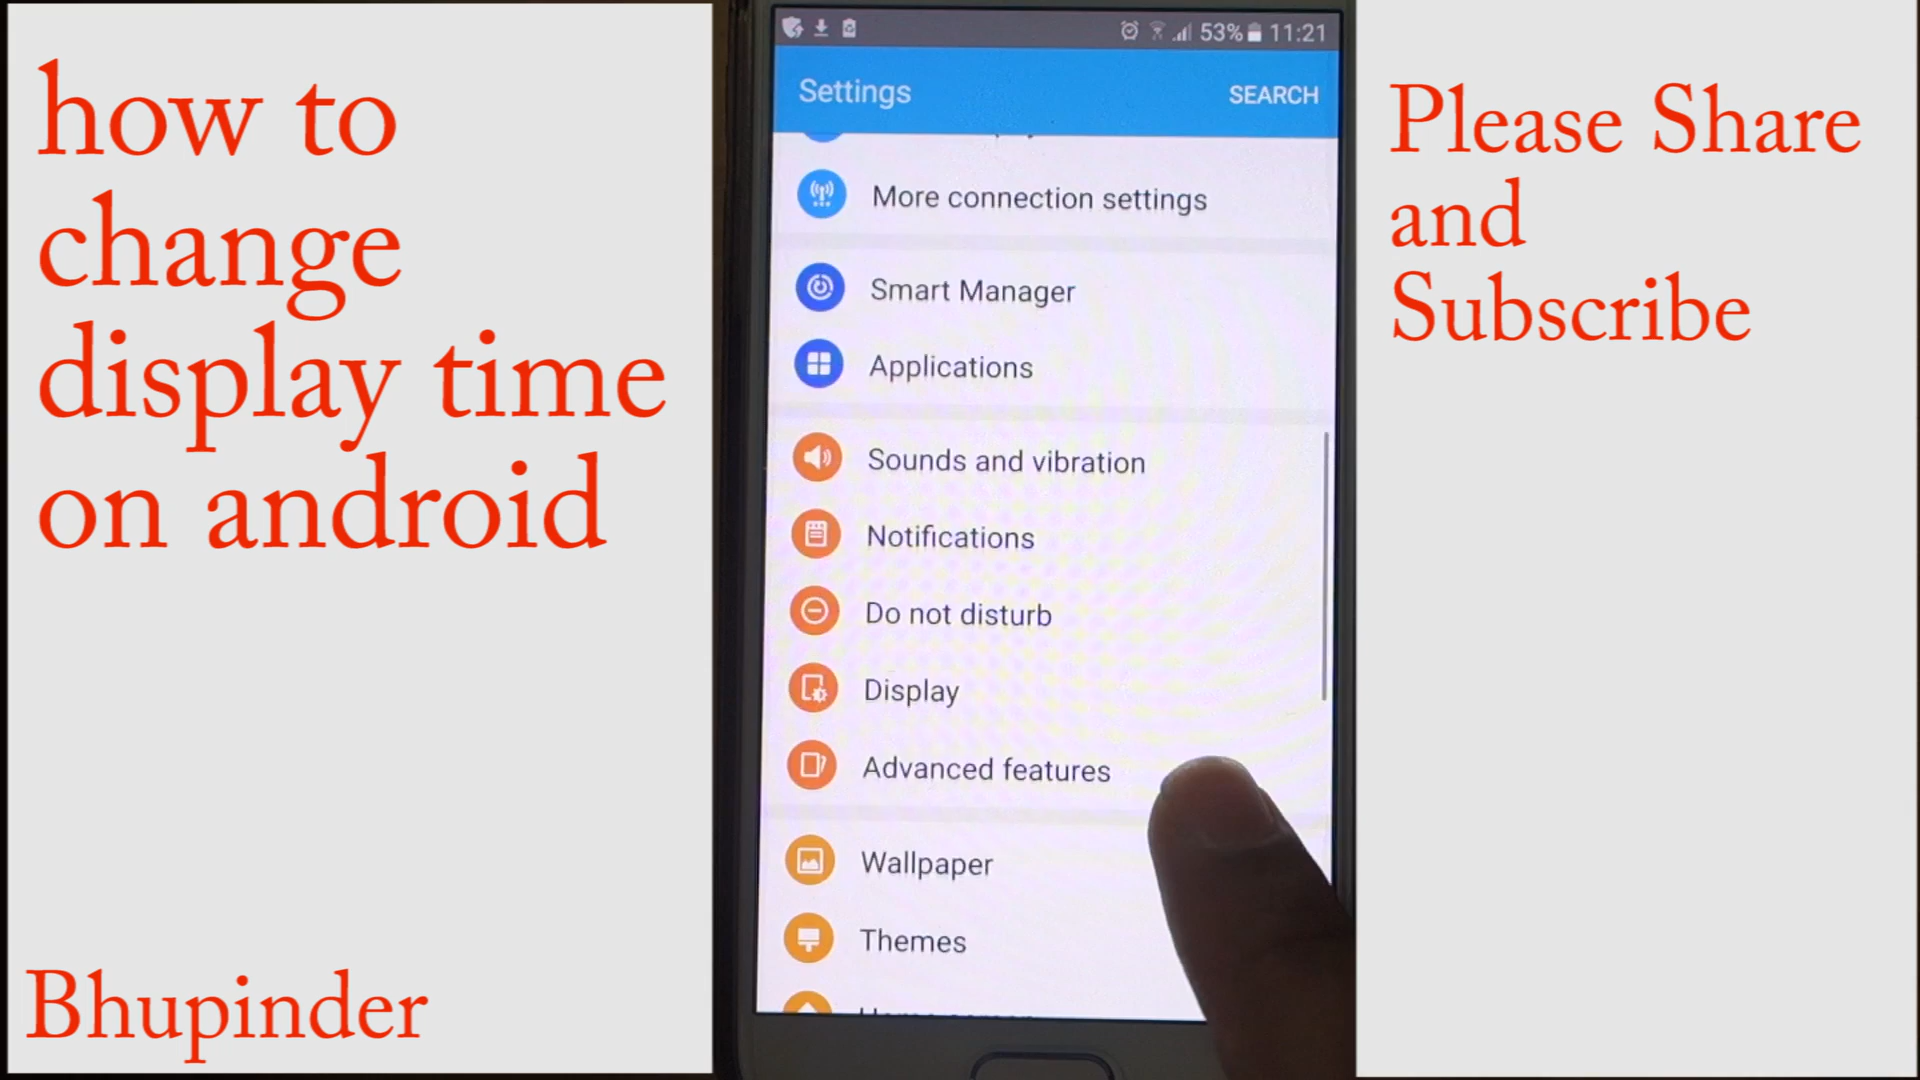 how to
change
display time
on android
Bhupinder
53% 11:21
Settings SEARCH
More connection settings
Smart Manager
Applications
Sounds and vibration
Notifications
Do not disturb
Display
Advanced features
Wallpaper
Themes
Please Share
and
Subscribe